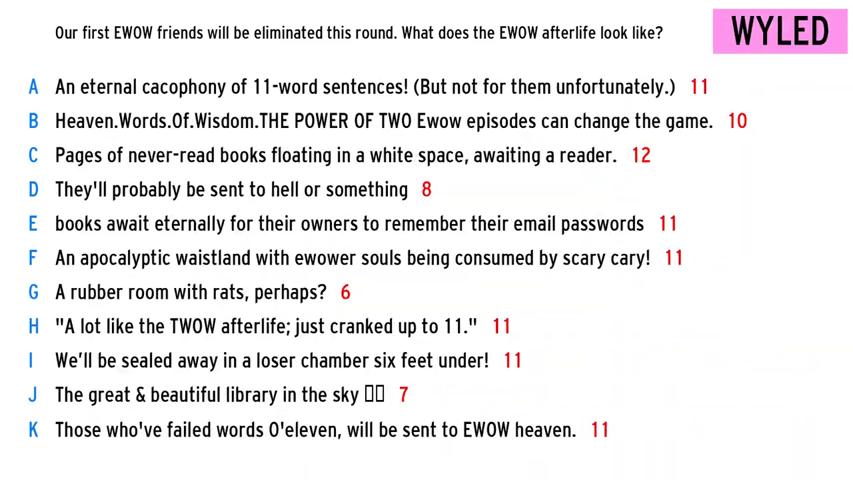 Our first EWOW friends will be eliminated this round. What does the EWOW afterlife look like?
WYLED
A An eternal cacophony of 11-word sentences! (But not for them unfortunately.) 11
B Heaven.Words.Of.Wisdom.THE POWER OF TWO Ewow episodes can change the game. 10
C Pages of never-read books floating in a white space, awaiting a reader. 12
D They'll probably be sent to hell or something 8
E books await eternally for their owners to remember their email passwords 11
F An apocalyptic waistland with ewower souls being consumed by scary cary! 11
G A rubber room with rats, perhaps? 6
H "A lot like the TWOW afterlife; just cranked up to 11." 11
I We'll be sealed away in a loser chamber six feet under! 11
J The great & beautiful library in the sky ▯▯ 7
K Those who've failed words O'eleven, will be sent to EWOW heaven. 11